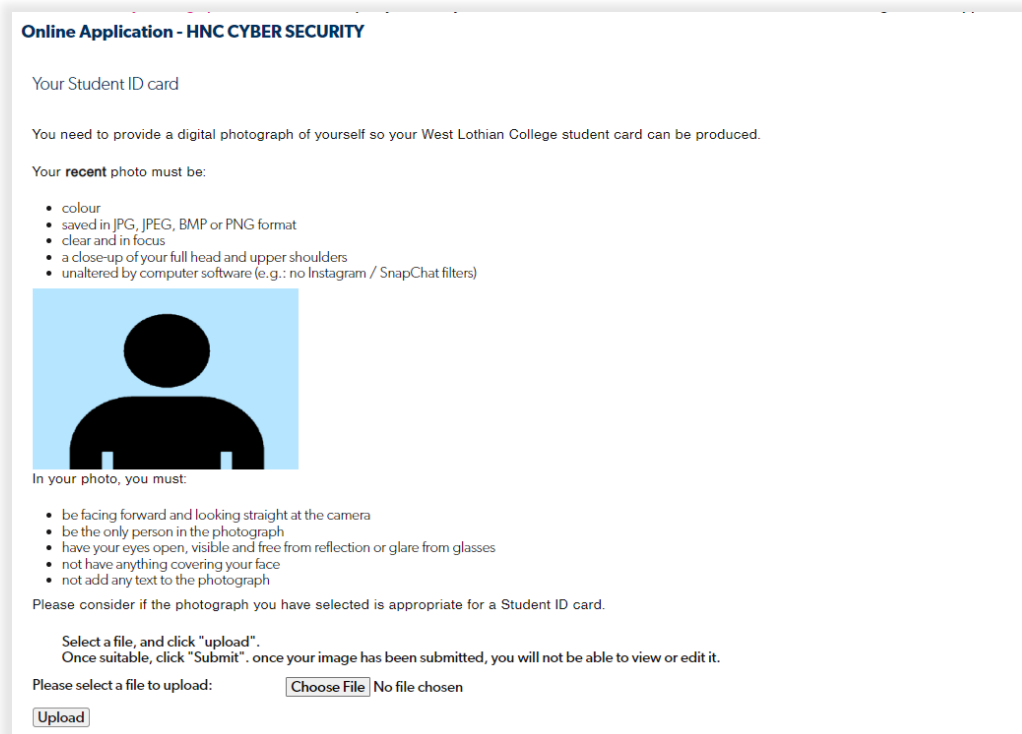 Online Application - HNC CYBER SECURITY
Your Student ID card
You need to provide a digital photograph of yourself so your West Lothian College student card can be produced.
Your recent photo must be:
• colour
• saved in JPG, JPEG, BMP or PNG format
• clear and in focus
• a close-up of your full head and upper shoulders
• unaltered by computer software (e.g.: no Instagram / SnapChat filters)
In your photo, you must:
• be facing forward and looking straight at the camera
• be the only person in the photograph
• have your eyes open, visible and free from reflection or glare from glasses
• not have anything covering your face
• not add any text to the photograph
Please consider if the photograph you have selected is appropriate for a Student ID card.
Select a file, and click "upload".
Once suitable, click "Submit". once your image has been submitted, you will not be able to view or edit it.
Please select a file to upload: Choose File No file chosen
Upload